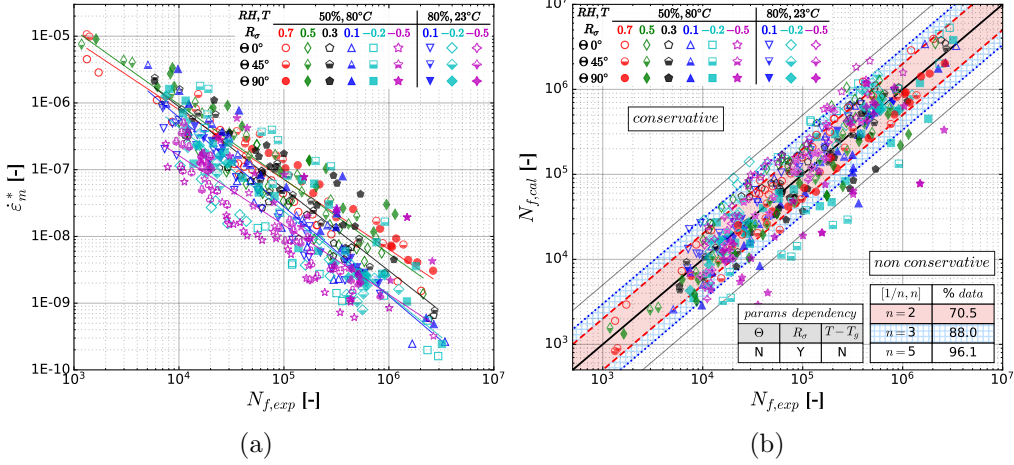 RH, T 50%, 80°C 80%, 23°C
Rσ 0.7 0.5 0.3 0.1 −0.2 −0.5 0.1 −0.2 −0.5
Θ 0°
Θ 45°
Θ 90°
1E-05
1E-06
1E-07
1E-08
1E-09
1E-10
ε̇*m [-]
10³ 10⁴ 10⁵ 10⁶ 10⁷
Nf,exp [-]
(a)
RH, T 50%, 80°C 80%, 23°C
Rσ 0.7 0.5 0.3 0.1 −0.2 −0.5 0.1 −0.2 −0.5
Θ 0°
Θ 45°
Θ 90°
conservative
non conservative
[1/n, n] % data
n = 2 70.5
n = 3 88.0
n = 5 96.1
params dependency
Θ Rσ T − Tg
N Y N
10⁶
10⁵
10⁴
10³
Nf,cal [-]
10³ 10⁴ 10⁵ 10⁶ 10⁷
Nf,exp [-]
(b)